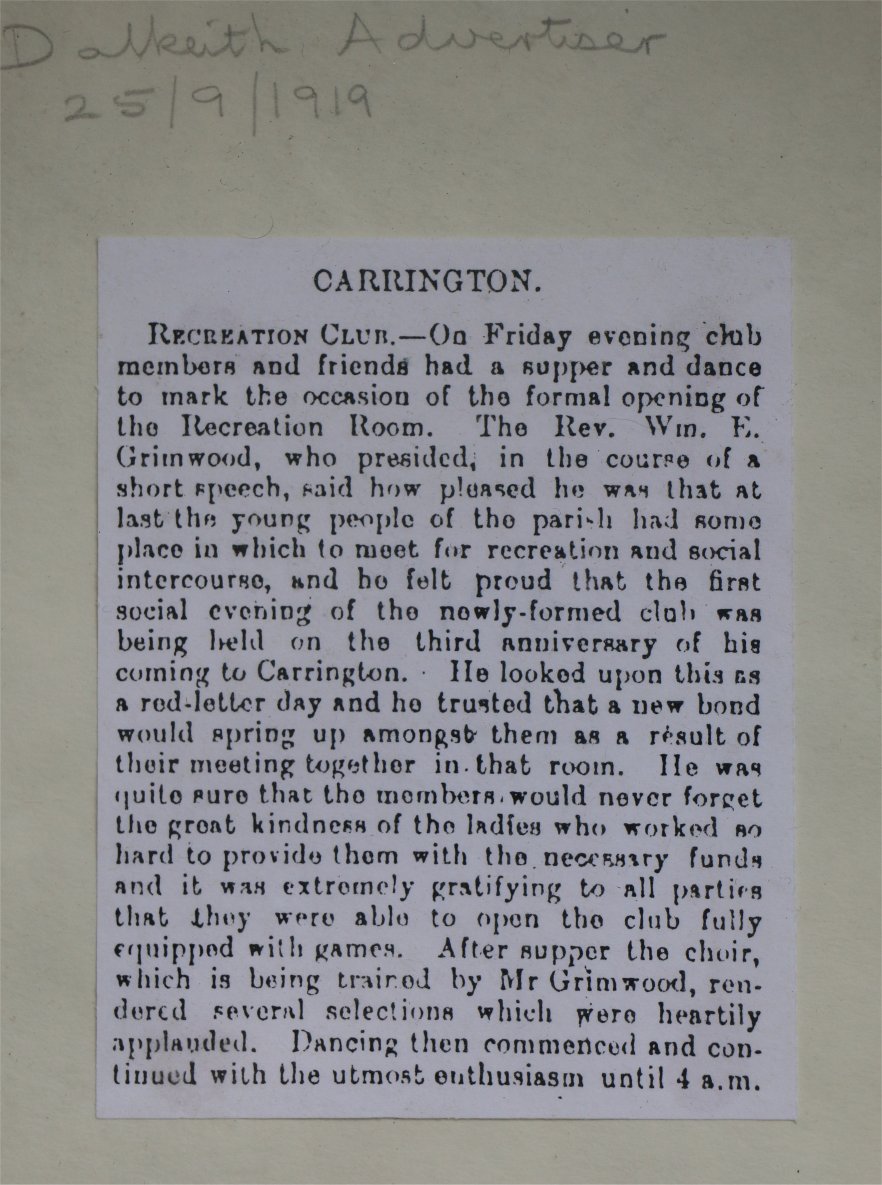 Dalkeith Advertiser
25/9/1919
CARRINGTON.
RECREATION CLUB.—On Friday evening club
members and friends had a supper and dance
to mark the occasion of the formal opening of
the Recreation Room. The Rev. Wm. E.
Grimwood, who presided, in the course of a
short speech, said how pleased he was that at
last the young people of the parish had some
place in which to meet for recreation and social
intercourse, and he felt proud that the first
social evening of the newly-formed club was
being held on the third anniversary of his
coming to Carrington. He looked upon this as
a red-letter day and he trusted that a new bond
would spring up amongst them as a result of
their meeting together in that room. He was
quite sure that the members would never forget
the great kindness of the ladies who worked so
hard to provide them with the necessary funds
and it was extremely gratifying to all parties
that they were able to open the club fully
equipped with games. After supper the choir,
which is being trained by Mr Grimwood, ren-
dered several selections which were heartily
applauded. Dancing then commenced and con-
tinued with the utmost enthusiasm until 4 a.m.